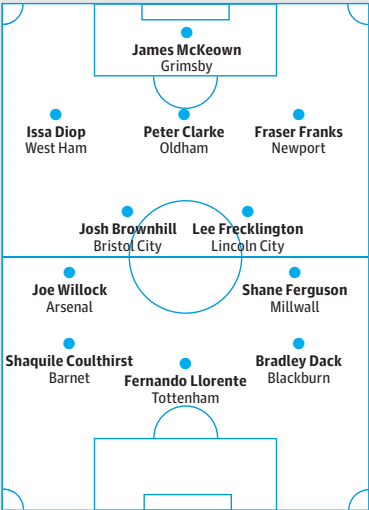 James McKeown
Grimsby
Issa Diop
West Ham
Peter Clarke
Oldham
Fraser Franks
Newport
Josh Brownhill
Bristol City
Lee Frecklington
Lincoln City
Joe Willock
Arsenal
Shane Ferguson
Millwall
Shaquile Coulthirst
Barnet
Fernando Llorente
Tottenham
Bradley Dack
Blackburn